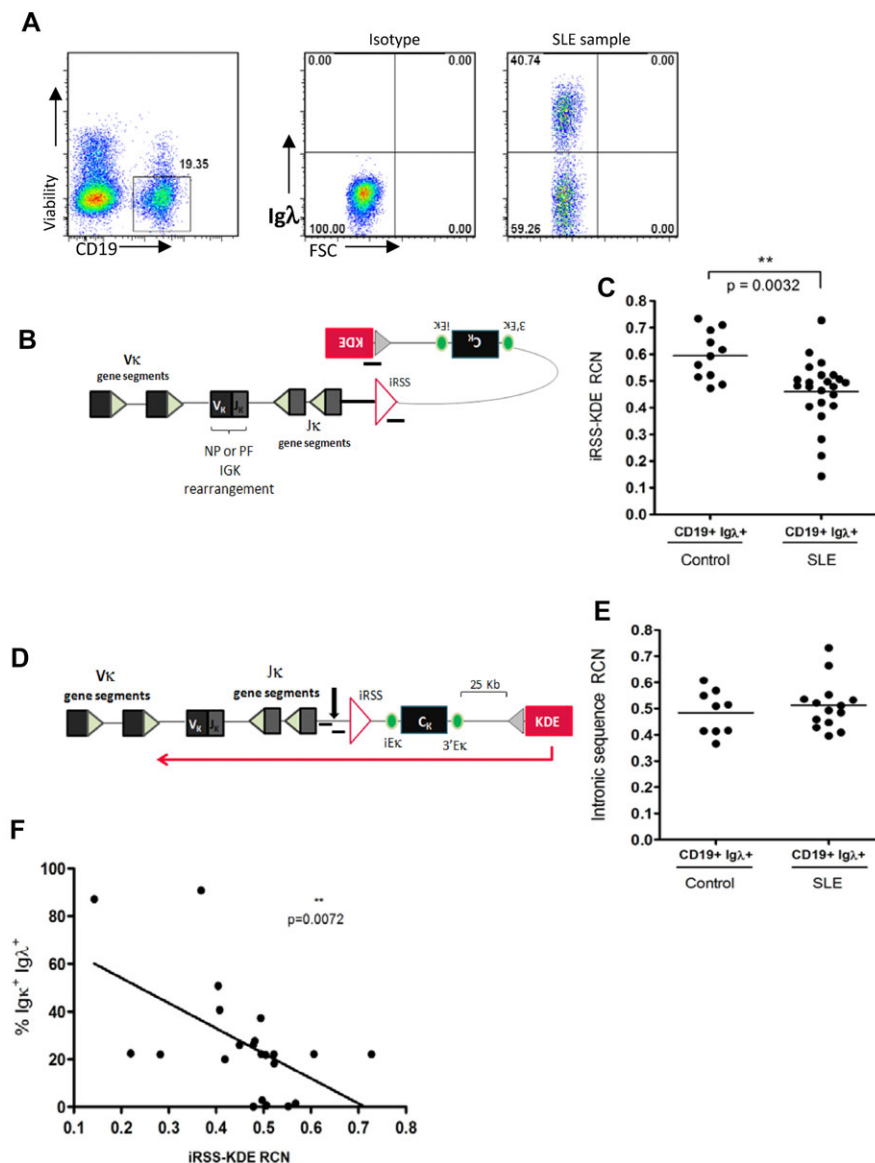 A
Isotype
SLE sample
Viability
19.35
CD19
Igλ
0.00
0.00
100.00
0.00
FSC
40.74
0.00
59.26
0.00
B
Vκ
gene segments
VK
JK
NP or PF
IGK
rearrangement
Jκ
gene segments
iRSS
KDE
iEκ
CK
3'Eκ
C
**
p = 0.0032
iRSS-KDE RCN
0.8
0.7
0.6
0.5
0.4
0.3
0.2
0.1
0.0
CD19+ Igλ+
CD19+ Igλ+
Control
SLE
D
Vκ
gene segments
VK
JK
Jκ
gene segments
iRSS
iEκ
CK
3'Eκ
25 Kb
KDE
E
Intronic sequence RCN
0.8
0.7
0.6
0.5
0.4
0.3
0.2
0.1
0.0
CD19+ Igλ+
CD19+ Igλ+
Control
SLE
F
% Igκ+ Igλ+
100
80
60
40
20
0
**
p=0.0072
0.1 0.2 0.3 0.4 0.5 0.6 0.7 0.8
iRSS-KDE RCN